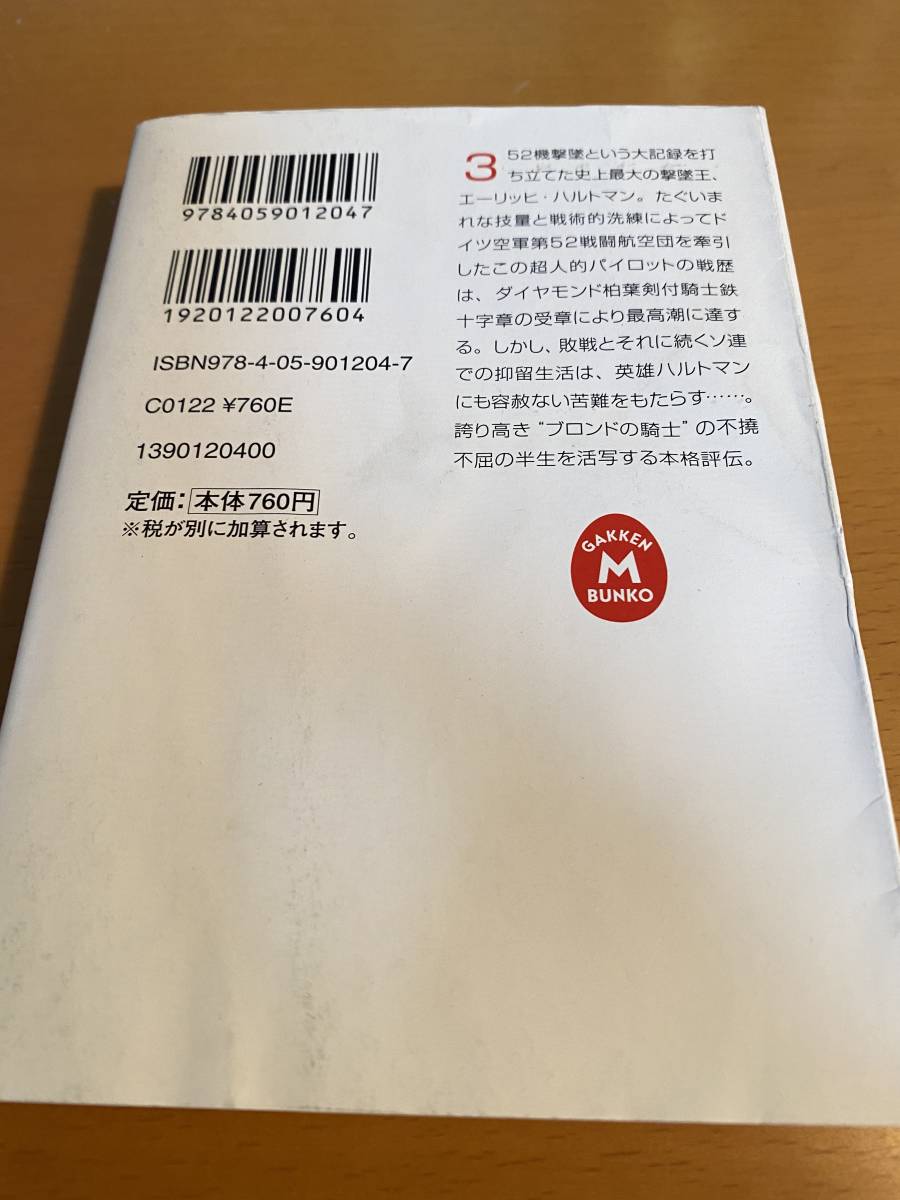 9784059012047
1920122007604
ISBN978-4-05-901204-7
C0122 ¥760E
1390120400
定価：本体760円
※税が別に加算されます。
352機撃墜という大記録を打
ち立てた史上最大の撃墜王、
エーリッヒ・ハルトマン。たぐいま
れな技量と戦術的洗練によってド
イツ空軍第52戦闘航空団を牽引
したこの超人的パイロットの戦歴
は、ダイヤモンド柏葉剣付騎士鉄
十字章の受章により最高潮に達す
る。しかし、敗戦とそれに続くソ連
での抑留生活は、英雄ハルトマン
にも容赦ない苦難をもたらす……。
誇り高き“ブロンドの騎士”の不撓
不屈の半生を活写する本格評伝。
GAKKEN
M
BUNKO